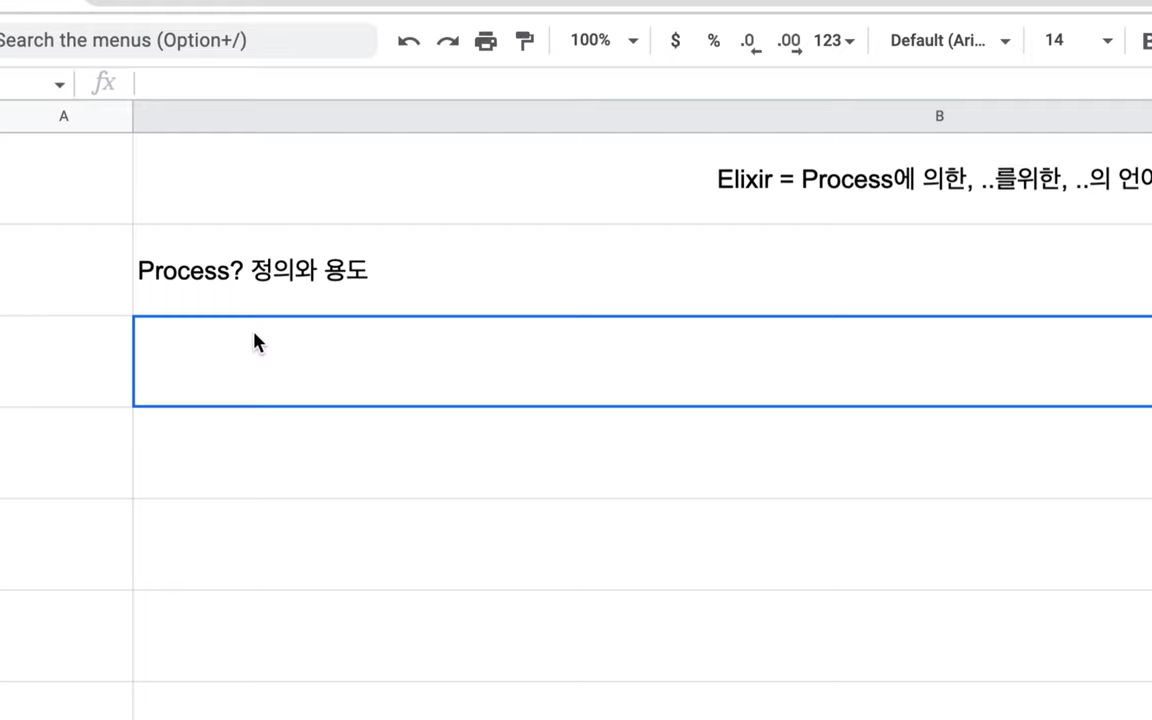 Search the menus (Option+/)
100%
$
%
.0
.00
123
Default (Ari...
14
B
fx
A
B
Elixir = Process에 의한, ..를위한, ..의
Process? 정의와 용도